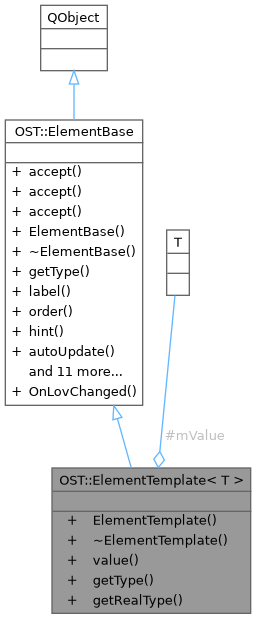 QObject
OST::ElementBase
+ accept()
+ accept()
+ accept()
+ ElementBase()
+ ~ElementBase()
+ getType()
+ label()
+ order()
+ hint()
+ autoUpdate()
and 11 more...
+ OnLovChanged()
T
#mValue
OST::ElementTemplate< T >
+ ElementTemplate()
+ ~ElementTemplate()
+ value()
+ getType()
+ getRealType()